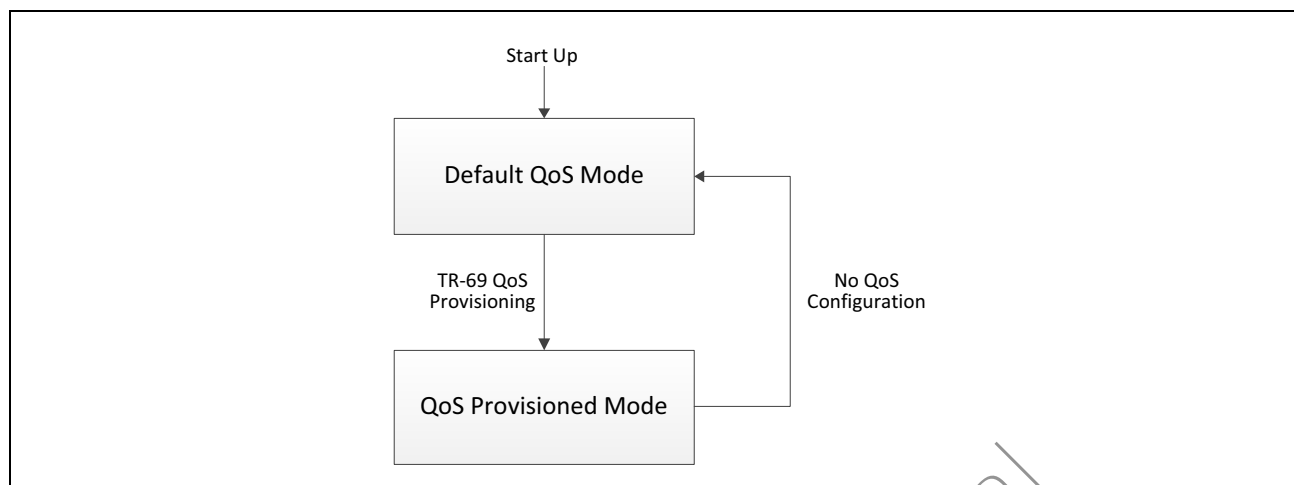 Start Up
Default QoS Mode
TR-69 QoS
Provisioning
No QoS
Configuration
QoS Provisioned Mode